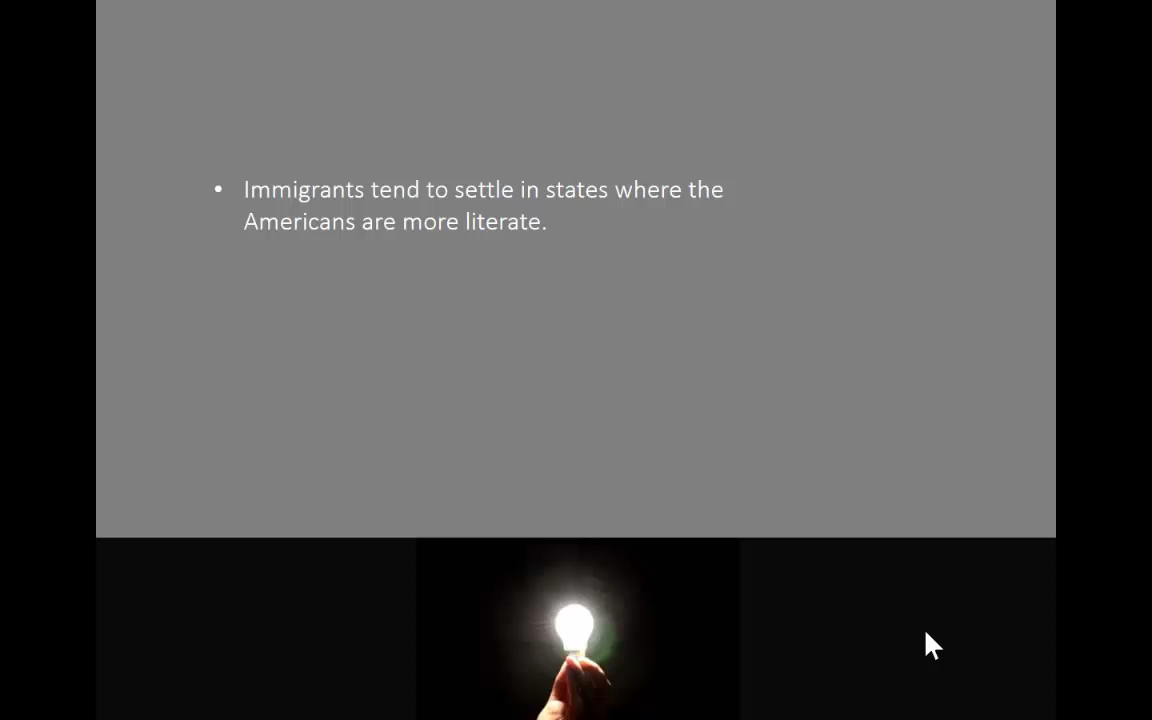 • Immigrants tend to settle in states where the
Americans are more literate.